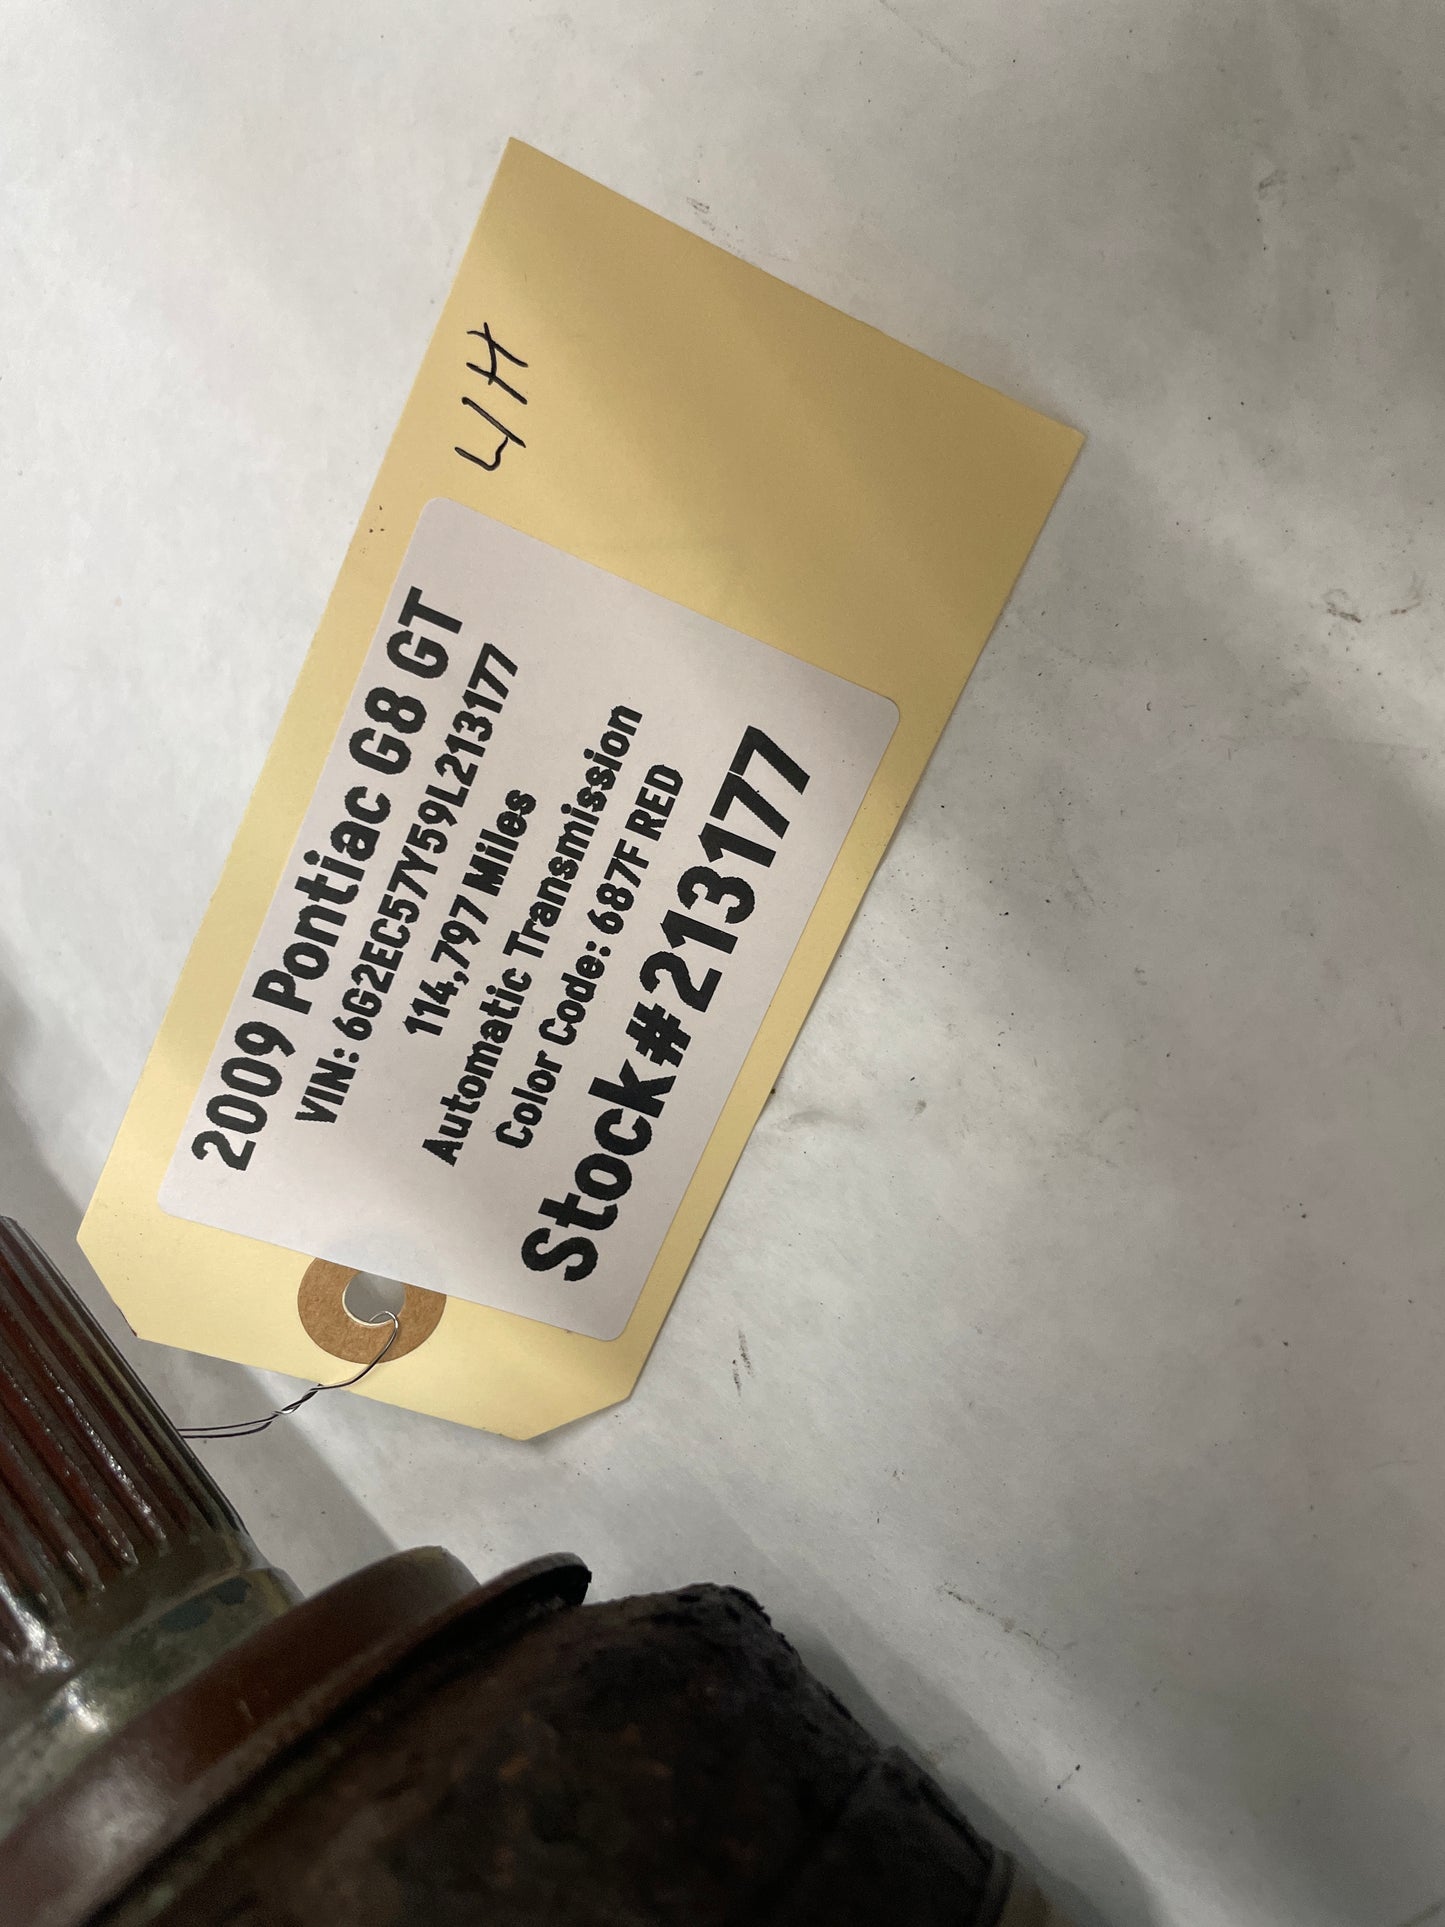 2009 Pontiac G8 GT
VIN: 6G2EC57Y59L213177
114,797 Miles
Automatic Transmission
Color Code: 687F RED
Stock#213177
LH